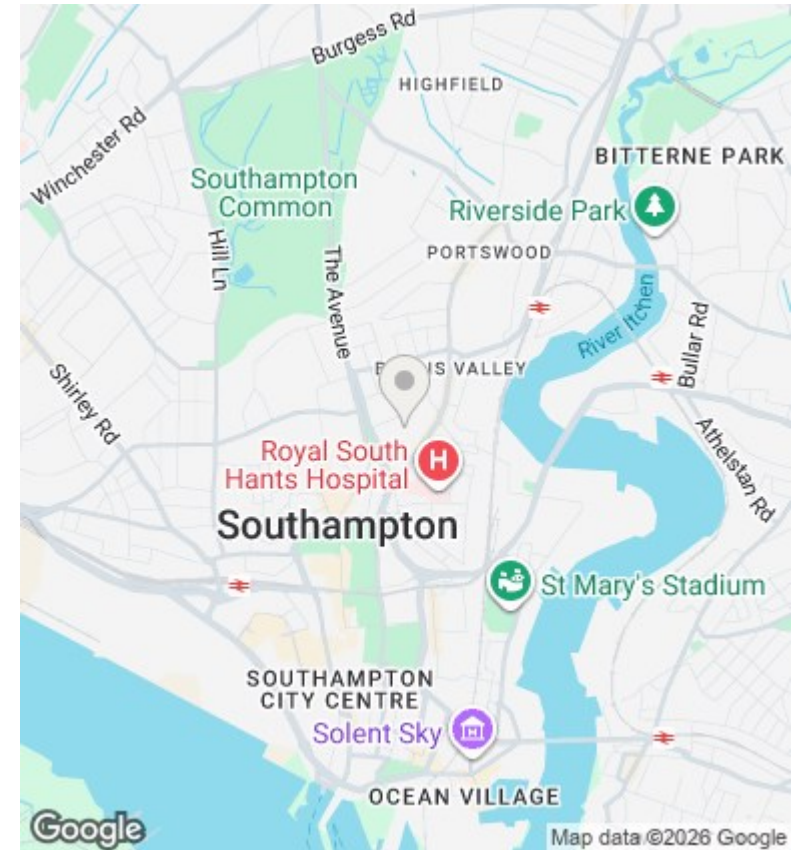 Burgess Rd
HIGHFIELD
Winchester Rd
BITTERNE PARK
Southampton
Common
Riverside Park
Hill Ln
PORTSWOOD
The Avenue
River Itchen
Bullar Rd
Shirley Rd
VALLEY
Athelstan Rd
Royal South
Hants Hospital
H
Southampton
St Mary's Stadium
SOUTHAMPTON
CITY CENTRE
Solent Sky
OCEAN VILLAGE
Google
Map data ©2026 Google